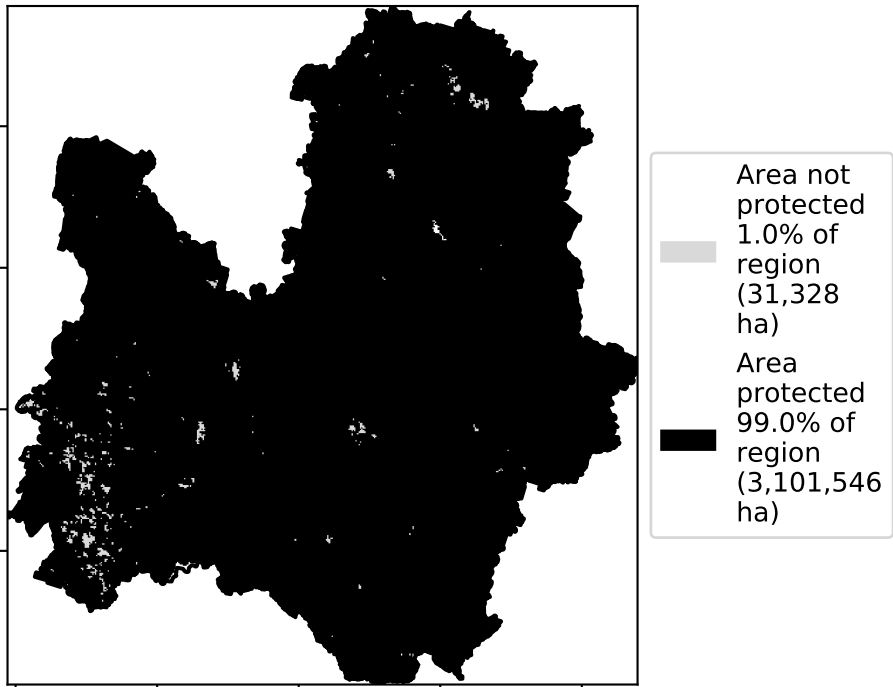 Area not
protected
1.0% of
region
(31,328
ha)
Area
protected
99.0% of
region
(3,101,546
ha)